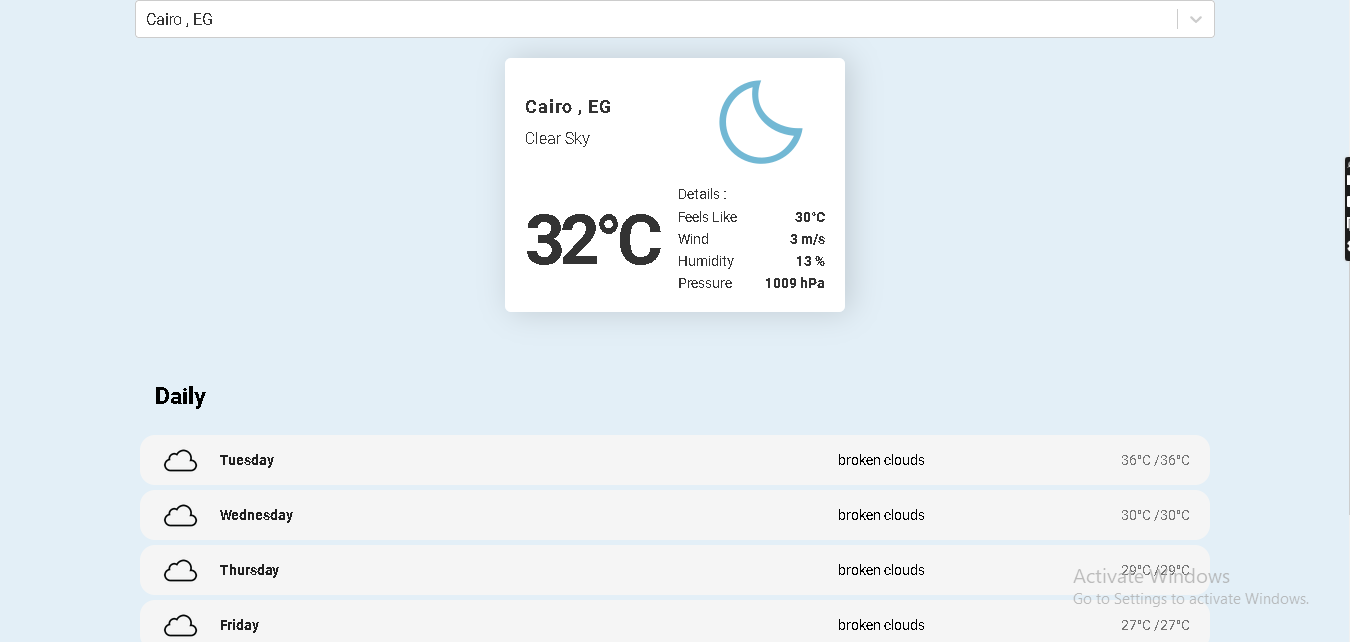 Cairo , EG
Cairo , EG
Clear Sky
32°C
Details :
Feels Like 30°C
Wind 3 m/s
Humidity 13 %
Pressure 1009 hPa
Daily
Tuesday broken clouds 36°C /36°C
Wednesday broken clouds 30°C /30°C
Thursday broken clouds 29°C /29°C
Activate Windows
Go to Settings to activate Windows.
Friday broken clouds 27°C /27°C